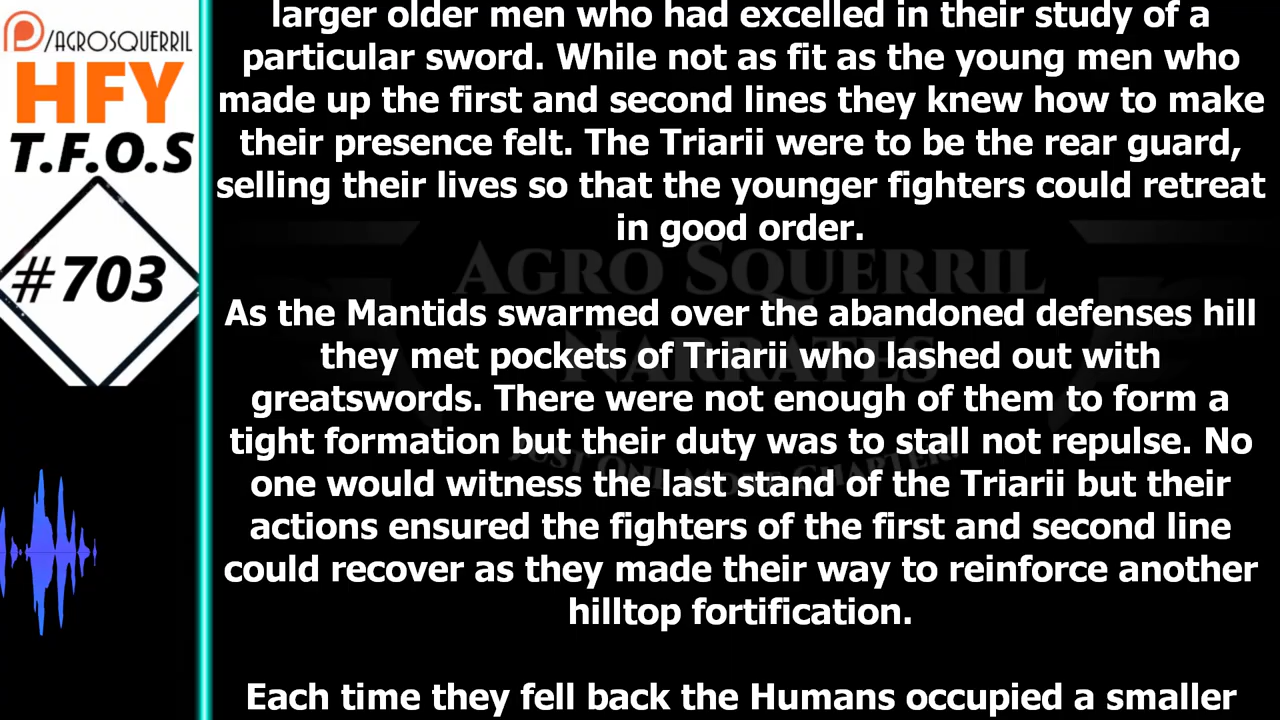 /AGROSQUERRIL
HFY
T.F.O.S
#703
larger older men who had excelled in their study of a
particular sword. While not as fit as the young men who
made up the first and second lines they knew how to make
their presence felt. The Triarii were to be the rear guard,
selling their lives so that the younger fighters could retreat
in good order.
AGRO SQUERRIL
NARRATES
JUST ONE MORE CHAPTER
As the Mantids swarmed over the abandoned defenses hill
they met pockets of Triarii who lashed out with
greatswords. There were not enough of them to form a
tight formation but their duty was to stall not repulse. No
one would witness the last stand of the Triarii but their
actions ensured the fighters of the first and second line
could recover as they made their way to reinforce another
hilltop fortification.
Each time they fell back the Humans occupied a smaller